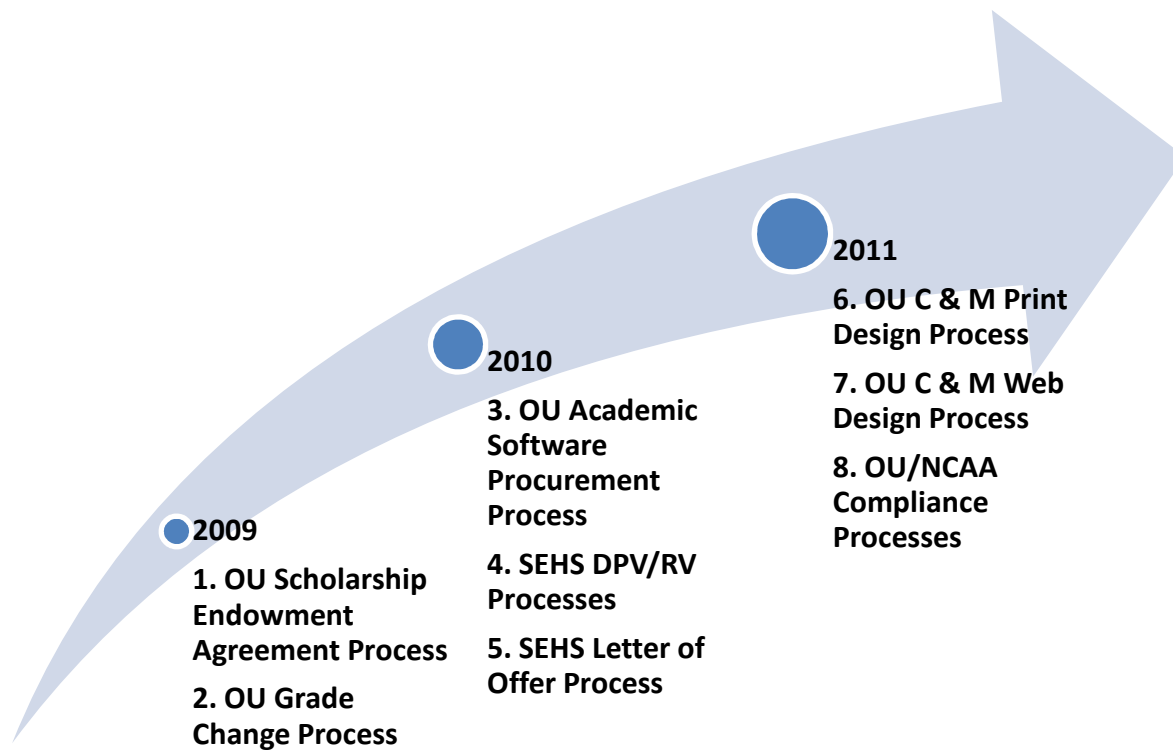 2009
1. OU Scholarship
Endowment
Agreement Process
2. OU Grade
Change Process
2010
3. OU Academic
Software
Procurement
Process
4. SEHS DPV/RV
Processes
5. SEHS Letter of
Offer Process
2011
6. OU C & M Print
Design Process
7. OU C & M Web
Design Process
8. OU/NCAA
Compliance
Processes